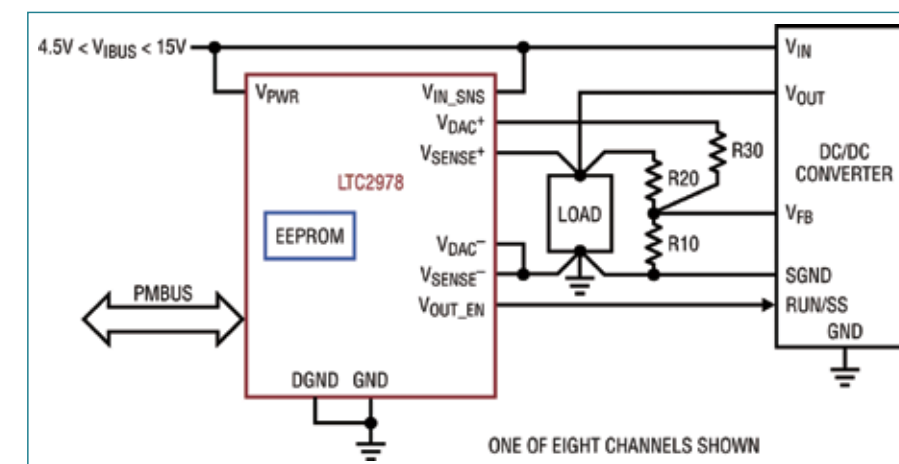 4.5V < VIBUS < 15V
VPWR
VIN_SNS
VDAC+
VSENSE+
LTC2978
EEPROM
VDAC–
VSENSE–
VOUT_EN
PMBUS
DGND GND
LOAD
R20
R30
R10
VIN
VOUT
DC/DC
CONVERTER
VFB
SGND
RUN/SS
GND
ONE OF EIGHT CHANNELS SHOWN